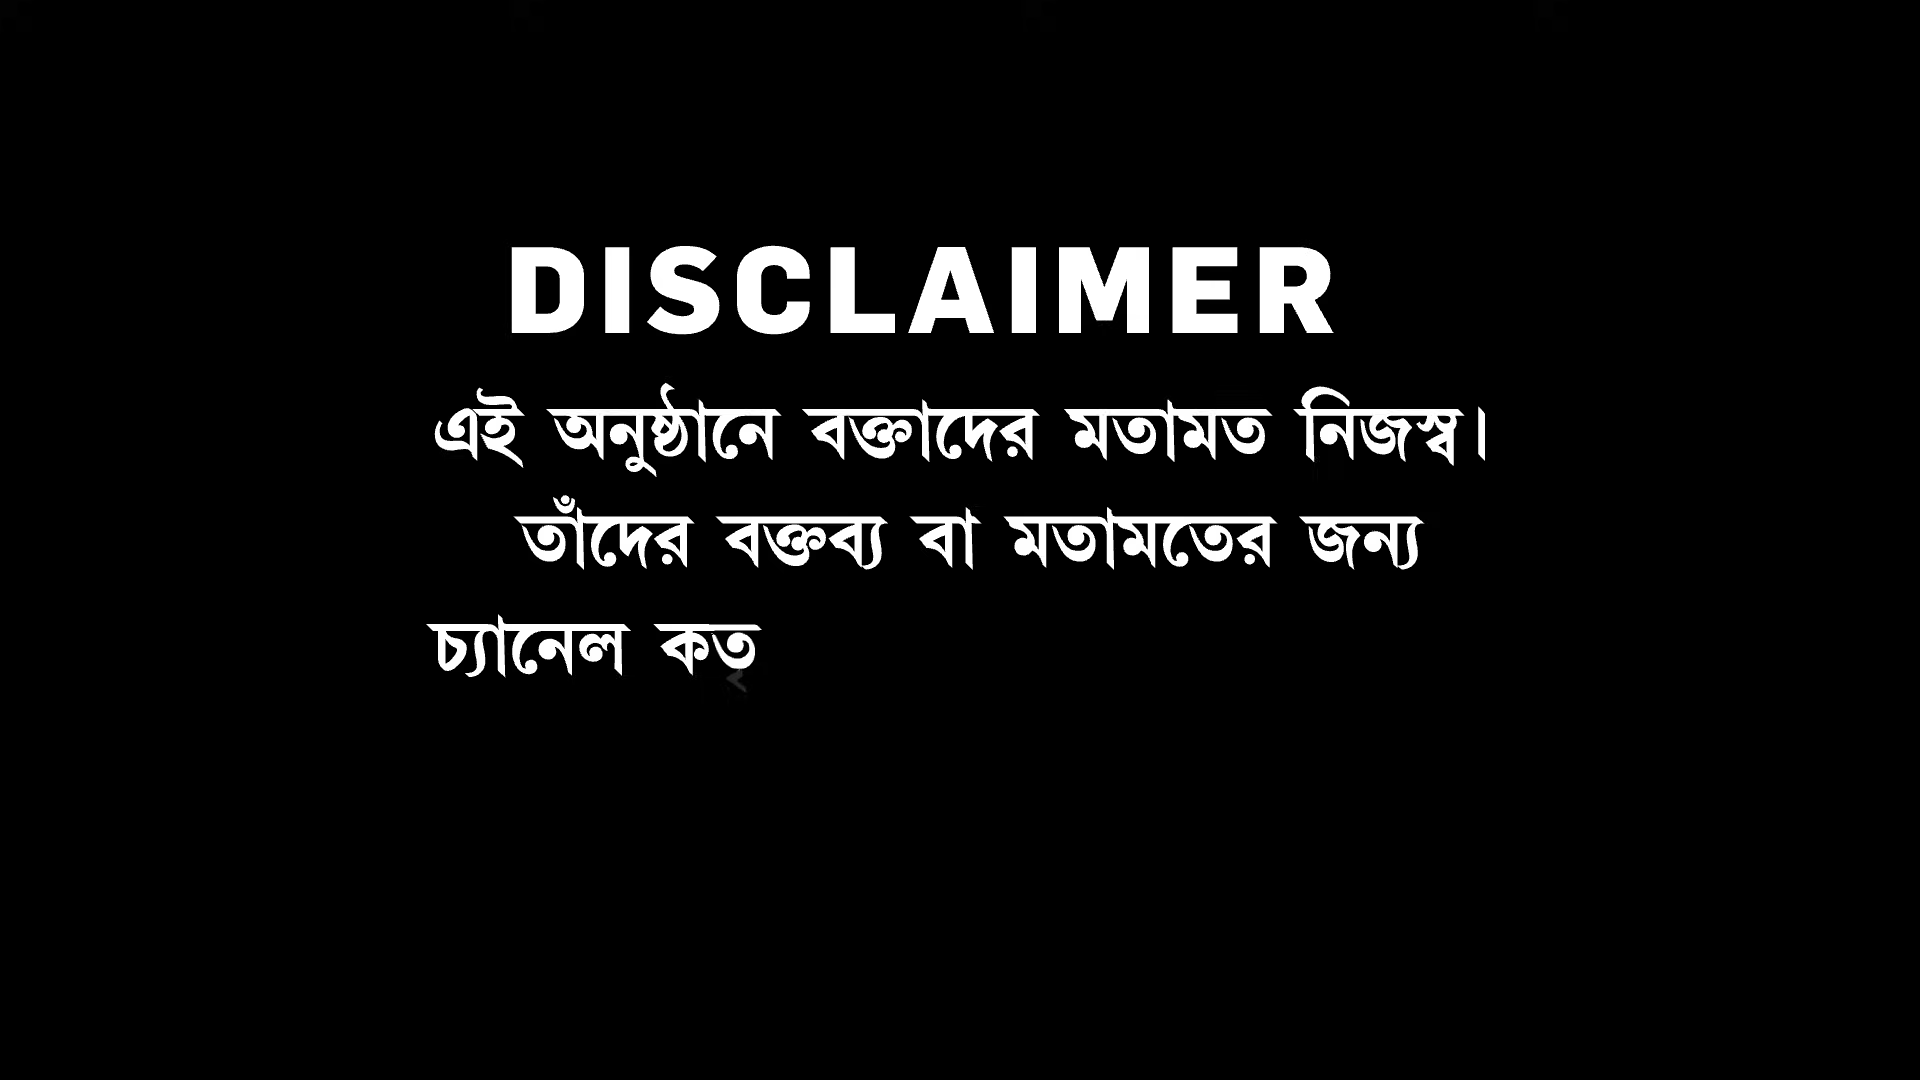 DISCLAIMER
এই অনুষ্ঠানে বক্তাদের মতামত নিজস্ব।
তাঁদের বক্তব্য বা মতামতের জন্য
চ্যানেল কতৃ